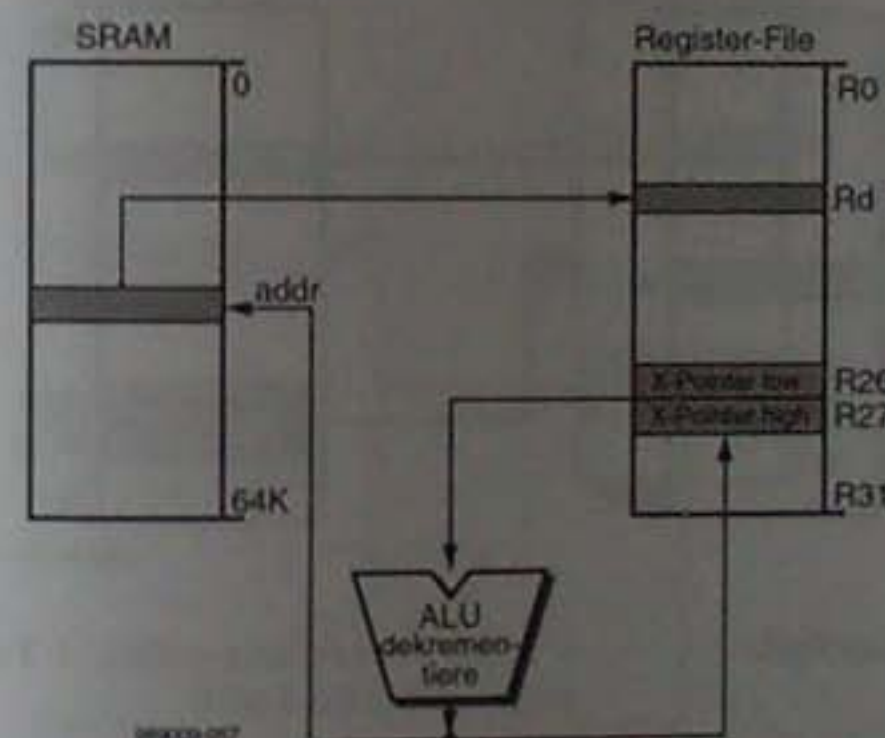 SRAM
0
addr
64K
Register-File
R0
Rd
X-Pointer low
R26
X-Pointer high
R27
R31
ALU
dekremen-
tiere